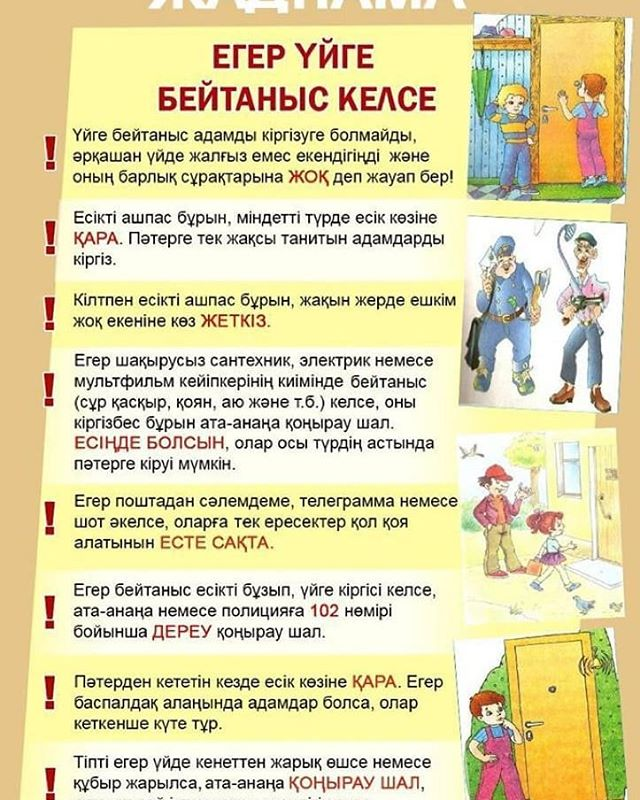 ЖАДНАМА
ЕГЕР ҮЙГЕ
БЕЙТАНЫС КЕЛСЕ
! Үйге бейтаныс адамды кіргізуге болмайды,
әрқашан үйде жалғыз емес екендігіңді және
оның барлық сұрақтарына ЖОҚ деп жауап бер!
! Есікті ашпас бұрын, міндетті түрде есік көзіне
ҚАРА. Пәтерге тек жақсы танитын адамдарды
кіргіз.
! Кілтпен есікті ашпас бұрын, жақын жерде ешкім
жоқ екеніне көз ЖЕТКІЗ.
! Егер шақырусыз сантехник, электрик немесе
мультфильм кейіпкерінің киімінде бейтаныс
(сұр қасқыр, қоян, аю және т.б.) келсе, оны
кіргізбес бұрын ата-анаңа қоңырау шал.
ЕСІҢДЕ БОЛСЫН, олар осы түрдің астында
пәтерге кіруі мүмкін.
! Егер поштадан сәлемдеме, телеграмма немесе
шот әкелсе, оларға тек ересектер қол қоя
алатынын ЕСТЕ САҚТА.
! Егер бейтаныс есікті бұзып, үйге кіргісі келсе,
ата-анаңа немесе полицияға 102 нөмірі
бойынша ДЕРЕУ қоңырау шал.
! Пәтерден кететін кезде есік көзіне ҚАРА. Егер
баспалдақ алаңында адамдар болса, олар
кеткенше күте тұр.
! Тіпті егер үйде кенеттен жарық өшсе немесе
құбыр жарылса, ата-анаңа ҚОҢЫРАУ ШАЛ,